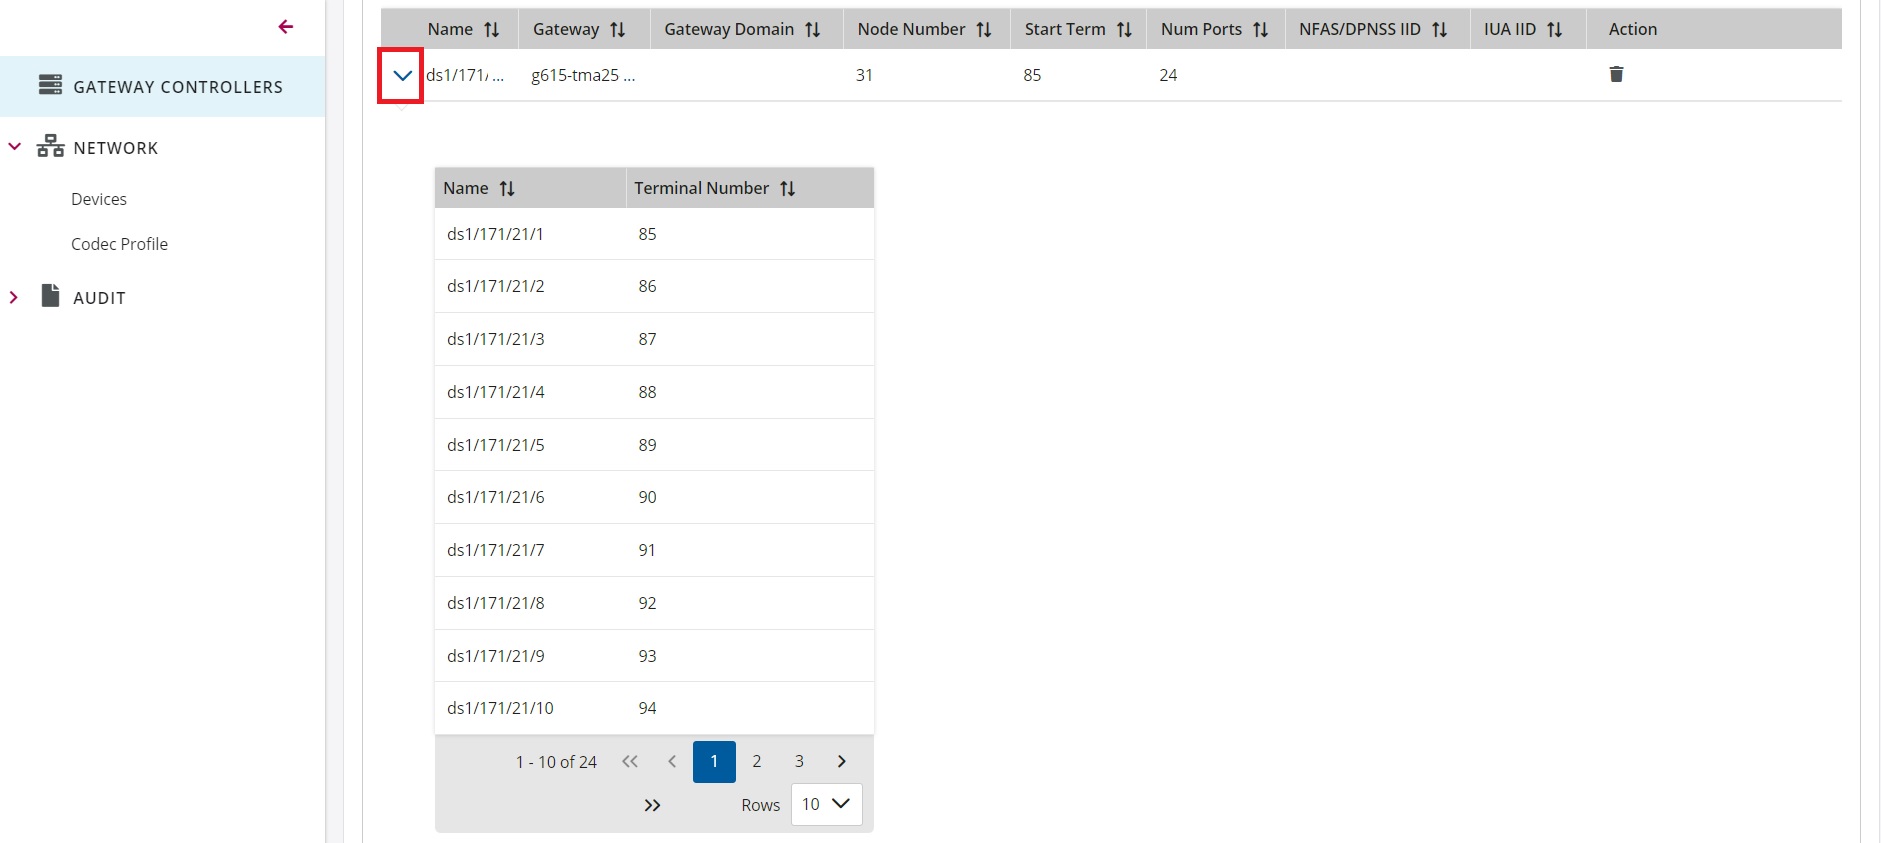 Name Gateway Gateway Domain Node Number Start Term Num Ports NFAS/DPNSS IID IUA IID Action
ds1/171/ ... g615-tma25 ... 31 85 24
GATEWAY CONTROLLERS
NETWORK
Devices
Codec Profile
AUDIT
Name Terminal Number
ds1/171/21/1 85
ds1/171/21/2 86
ds1/171/21/3 87
ds1/171/21/4 88
ds1/171/21/5 89
ds1/171/21/6 90
ds1/171/21/7 91
ds1/171/21/8 92
ds1/171/21/9 93
ds1/171/21/10 94
1 - 10 of 24 1 2 3
Rows 10